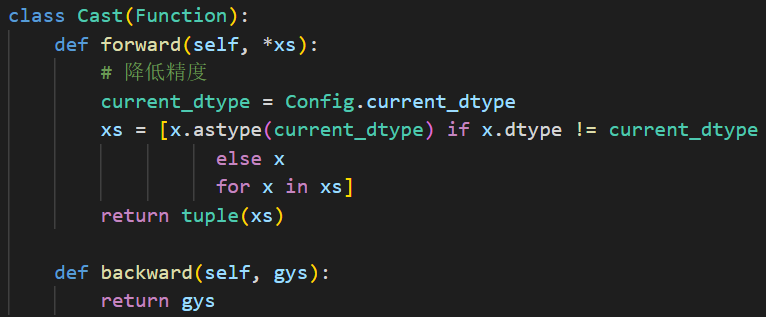 class Cast(Function):
    def forward(self, *xs):
        # 降低精度
        current_dtype = Config.current_dtype
        xs = [x.astype(current_dtype) if x.dtype != current_dtype
                  else x
                  for x in xs]
        return tuple(xs)

    def backward(self, gys):
        return gys